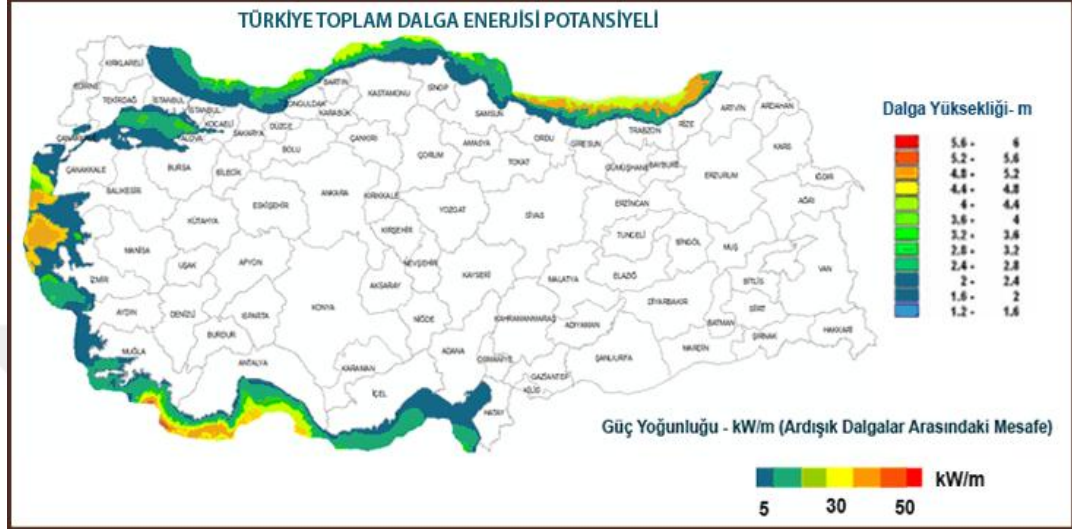 TÜRKİYE TOPLAM DALGA ENERJİSİ POTANSİYELİ
KIRKLARELİ
EDİRNE
TEKİRDAĞ
İSTANBUL
İSTANBUL
KOCAELİ
YALOVA
SAKARYA
DÜZCE
ZONGULDAK
BARTIN
KARABÜK
KASTAMONU
SİNOP
SAMSUN
ORDU
GİRESUN
TRABZON
RİZE
ARTVİN
ARDAHAN
ÇANAKKALE
ÇANAKKALE
BALIKESİR
BURSA
BİLECİK
BOLU
ÇANKIRI
ÇORUM
AMASYA
TOKAT
GÜMÜŞHANE
BAYBURT
ERZURUM
KARS
IĞDIR
AĞRI
KÜTAHYA
ESKİŞEHİR
ANKARA
KIRIKKALE
YOZGAT
SİVAS
ERZİNCAN
TUNCELİ
BİNGÖL
MUŞ
VAN
MANİSA
UŞAK
AFYON
KIRŞEHİR
NEVŞEHİR
KAYSERİ
MALATYA
ELAZIĞ
BİTLİS
İZMİR
AKSARAY
DİYARBAKIR
SİİRT
AYDIN
DENİZLİ
ISPARTA
KONYA
NİĞDE
KAHRAMANMARAŞ
ADIYAMAN
BATMAN
ŞIRNAK
HAKKARİ
MUĞLA
BURDUR
ANTALYA
KARAMAN
İÇEL
ADANA
OSMANİYE
GAZİANTEP
KİLİS
ŞANLIURFA
MARDİN
HATAY
Dalga Yüksekliği- m
5.6 - 6
5.2 - 5.6
4.8 - 5.2
4.4 - 4.8
4 - 4.4
3.6 - 4
3.2 - 3.6
2.8 - 3.2
2.4 - 2.8
2 - 2.4
1.6 - 2
1.2 - 1.6
Güç Yoğunluğu - kW/m (Ardışık Dalgalar Arasındaki Mesafe)
kW/m
5 30 50